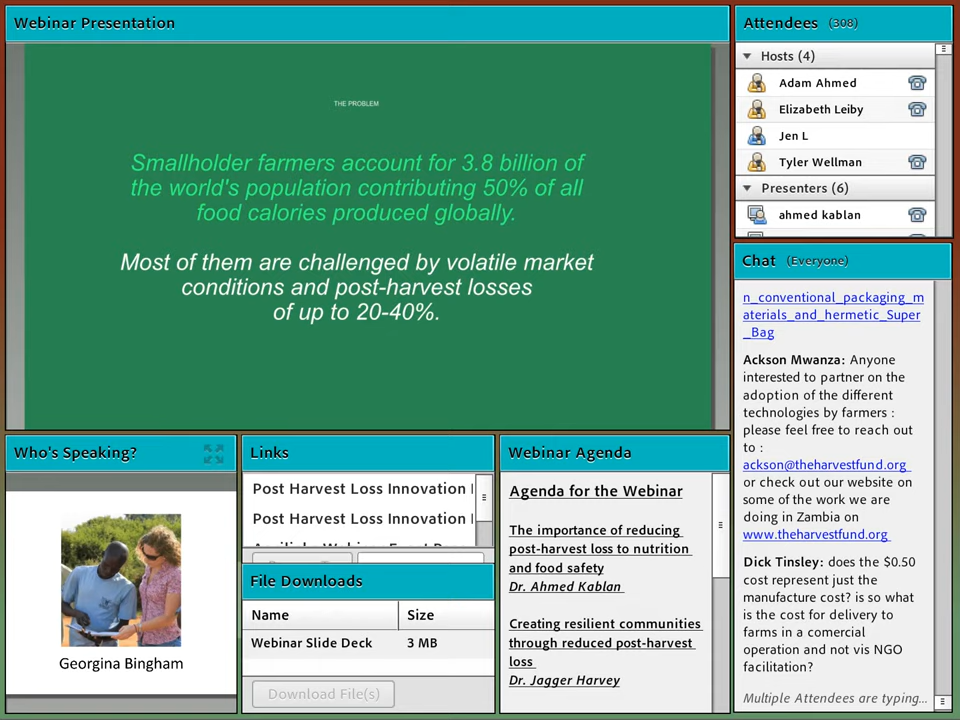 Webinar Presentation
THE PROBLEM
Smallholder farmers account for 3.8 billion of
the world's population contributing 50% of all
food calories produced globally.
Most of them are challenged by volatile market
conditions and post-harvest losses
of up to 20-40%.
Attendees (308)
Hosts (4)
Adam Ahmed
Elizabeth Leiby
Jen L
Tyler Wellman
Presenters (6)
ahmed kablan
Chat (Everyone)
n_conventional_packaging_m
aterials_and_hermetic_Super
_Bag
Ackson Mwanza: Anyone
interested to partner on the
adoption of the different
technologies by farmers :
please feel free to reach out
to :
ackson@theharvestfund.org
or check out our website on
some of the work we are
doing in Zambia on
www.theharvestfund.org
Dick Tinsley: does the $0.50
cost represent just the
manufacture cost? is so what
is the cost for delivery to
farms in a comercial
operation and not vis NGO
facilitation?
Multiple Attendees are typing...
Who's Speaking?
Georgina Bingham
Links
Post Harvest Loss Innovation
Post Harvest Loss Innovation
File Downloads
Name Size
Webinar Slide Deck 3 MB
Download File(s)
Webinar Agenda
Agenda for the Webinar
The importance of reducing
post-harvest loss to nutrition
and food safety
Dr. Ahmed Kablan
Creating resilient communities
through reduced post-harvest
loss
Dr. Jagger Harvey